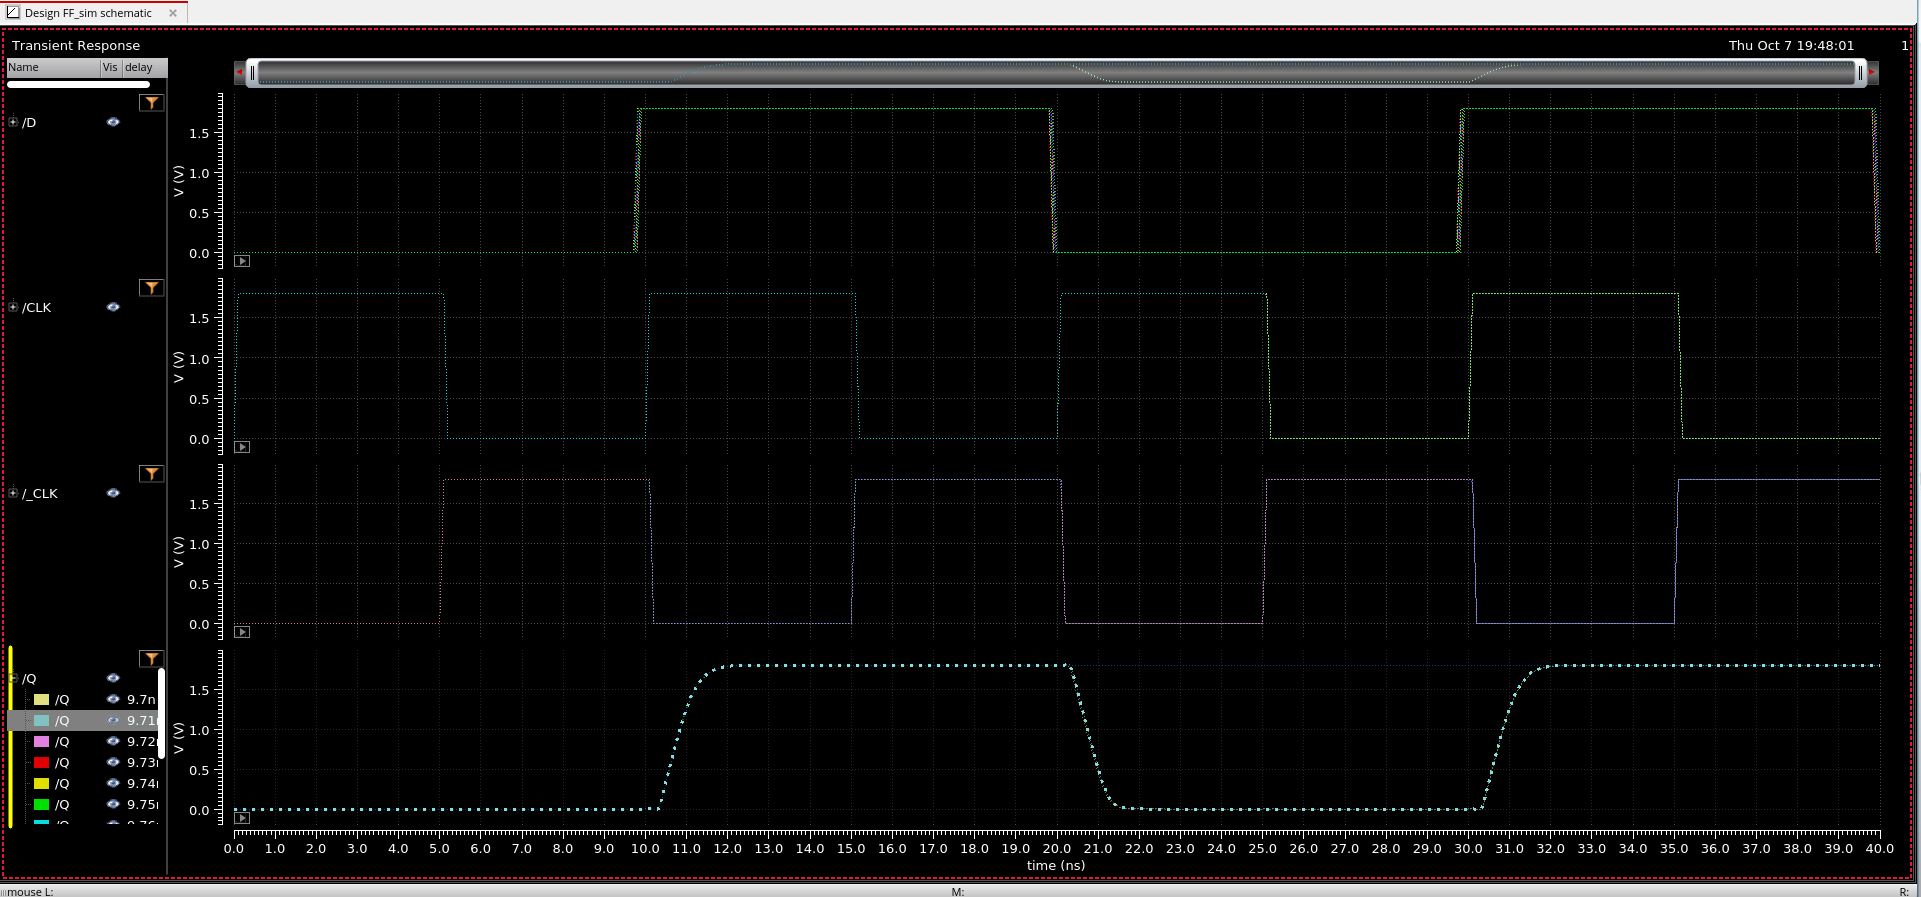 Design FF_sim schematic
Transient Response
Thu Oct 7 19:48:01 1
Name Vis delay
/D
1.5
1.0
0.5
0.0
V (V)
/CLK
1.5
1.0
0.5
0.0
V (V)
/_CLK
1.5
1.0
0.5
0.0
V (V)
/Q
/Q 9.7n
/Q 9.71
/Q 9.72
/Q 9.73
/Q 9.74
/Q 9.75
1.5
1.0
0.5
0.0
V (V)
0.0 1.0 2.0 3.0 4.0 5.0 6.0 7.0 8.0 9.0 10.0 11.0 12.0 13.0 14.0 15.0 16.0 17.0 18.0 19.0 20.0 21.0 22.0 23.0 24.0 25.0 26.0 27.0 28.0 29.0 30.0 31.0 32.0 33.0 34.0 35.0 36.0 37.0 38.0 39.0 40.0
time (ns)
mouse L: M: R: